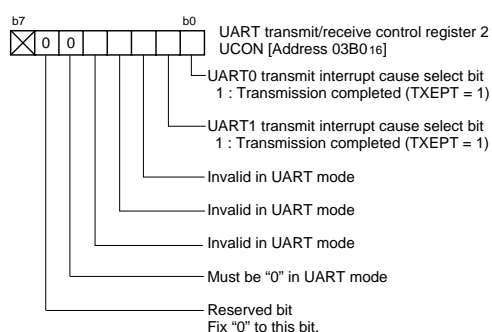 b7 b0
0 0
UART transmit/receive control register 2
UCON [Address 03B016]
UART0 transmit interrupt cause select bit
1 : Transmission completed (TXEPT = 1)
UART1 transmit interrupt cause select bit
1 : Transmission completed (TXEPT = 1)
Invalid in UART mode
Invalid in UART mode
Invalid in UART mode
Must be “0” in UART mode
Reserved bit
Fix “0” to this bit.